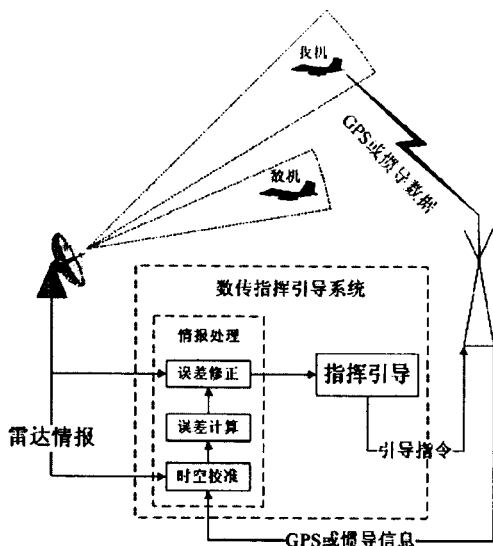 我机
GPS或惯导数据
敌机
数传指挥引导系统
情报处理
误差修正
指挥引导
误差计算
雷达情报
引导指令
时空校准
GPS或惯导信息